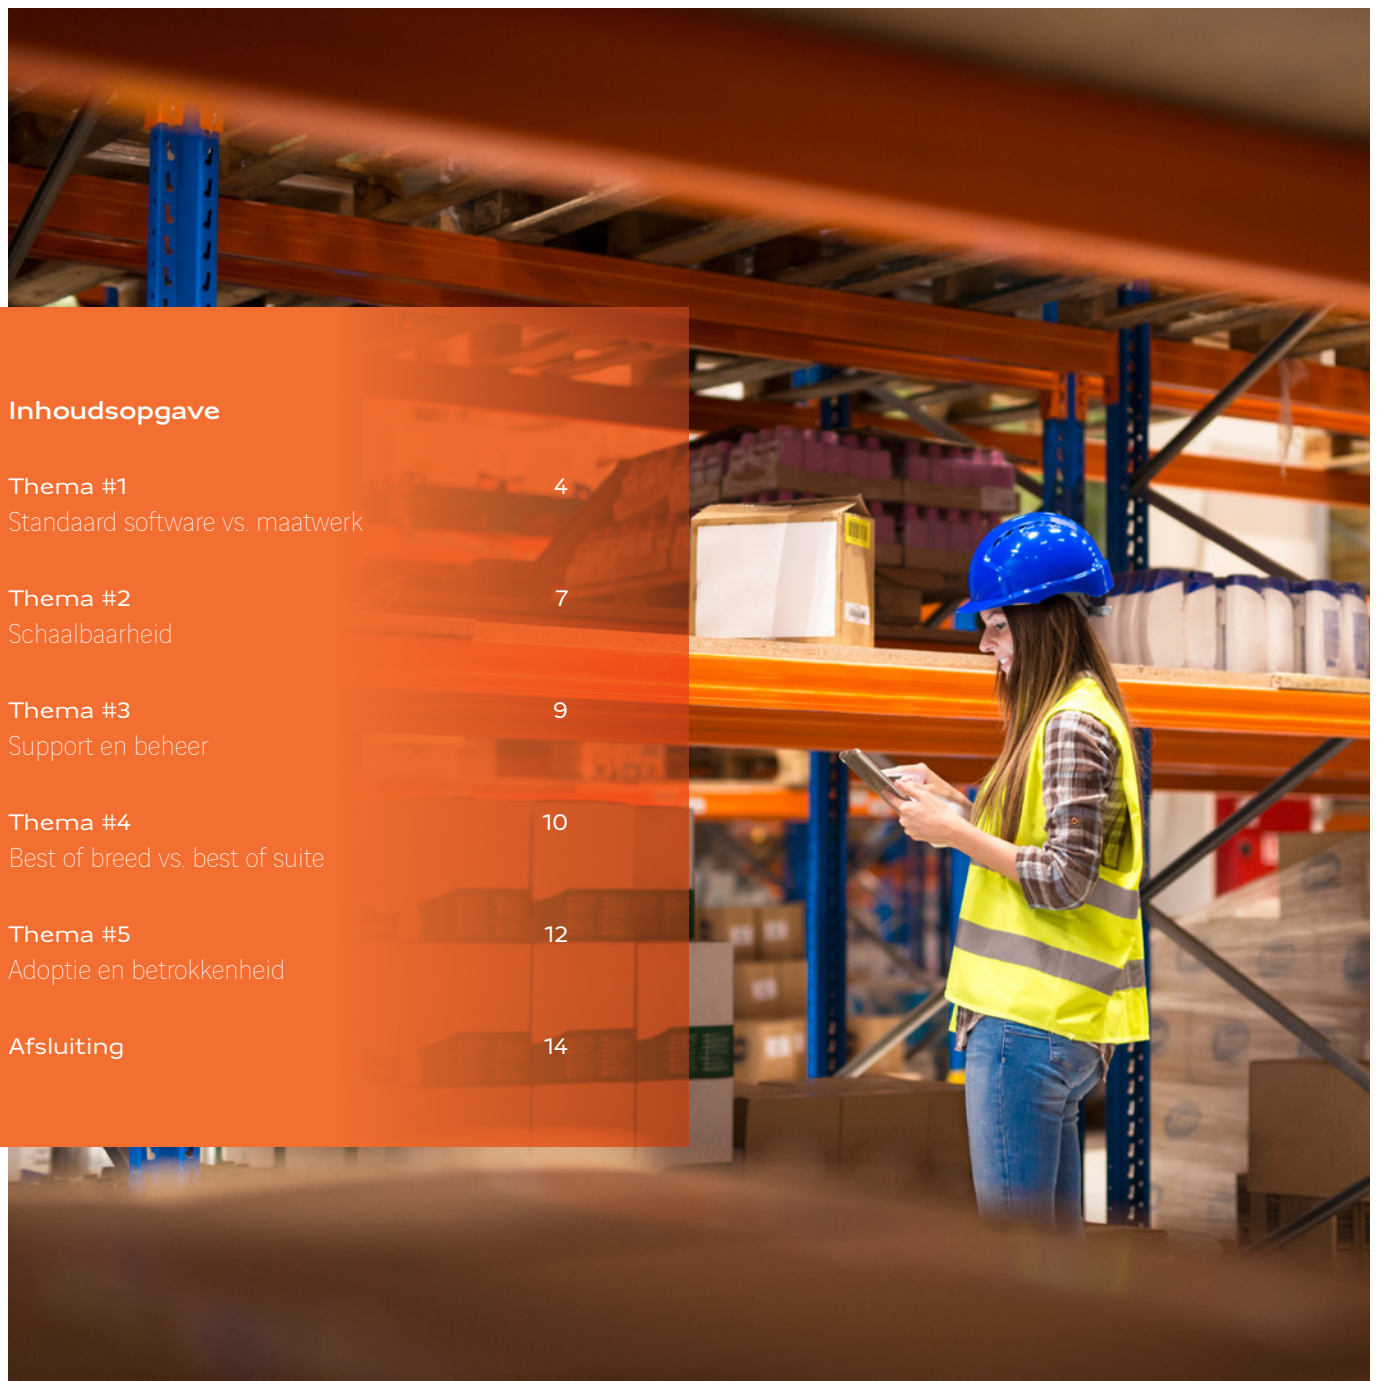 Inhoudsopgave
Thema #1 4
Standaard software vs. maatwerk
Thema #2 7
Schaalbaarheid
Thema #3 9
Support en beheer
Thema #4 10
Best of breed vs. best of suite
Thema #5 12
Adoptie en betrokkenheid
Afsluiting 14